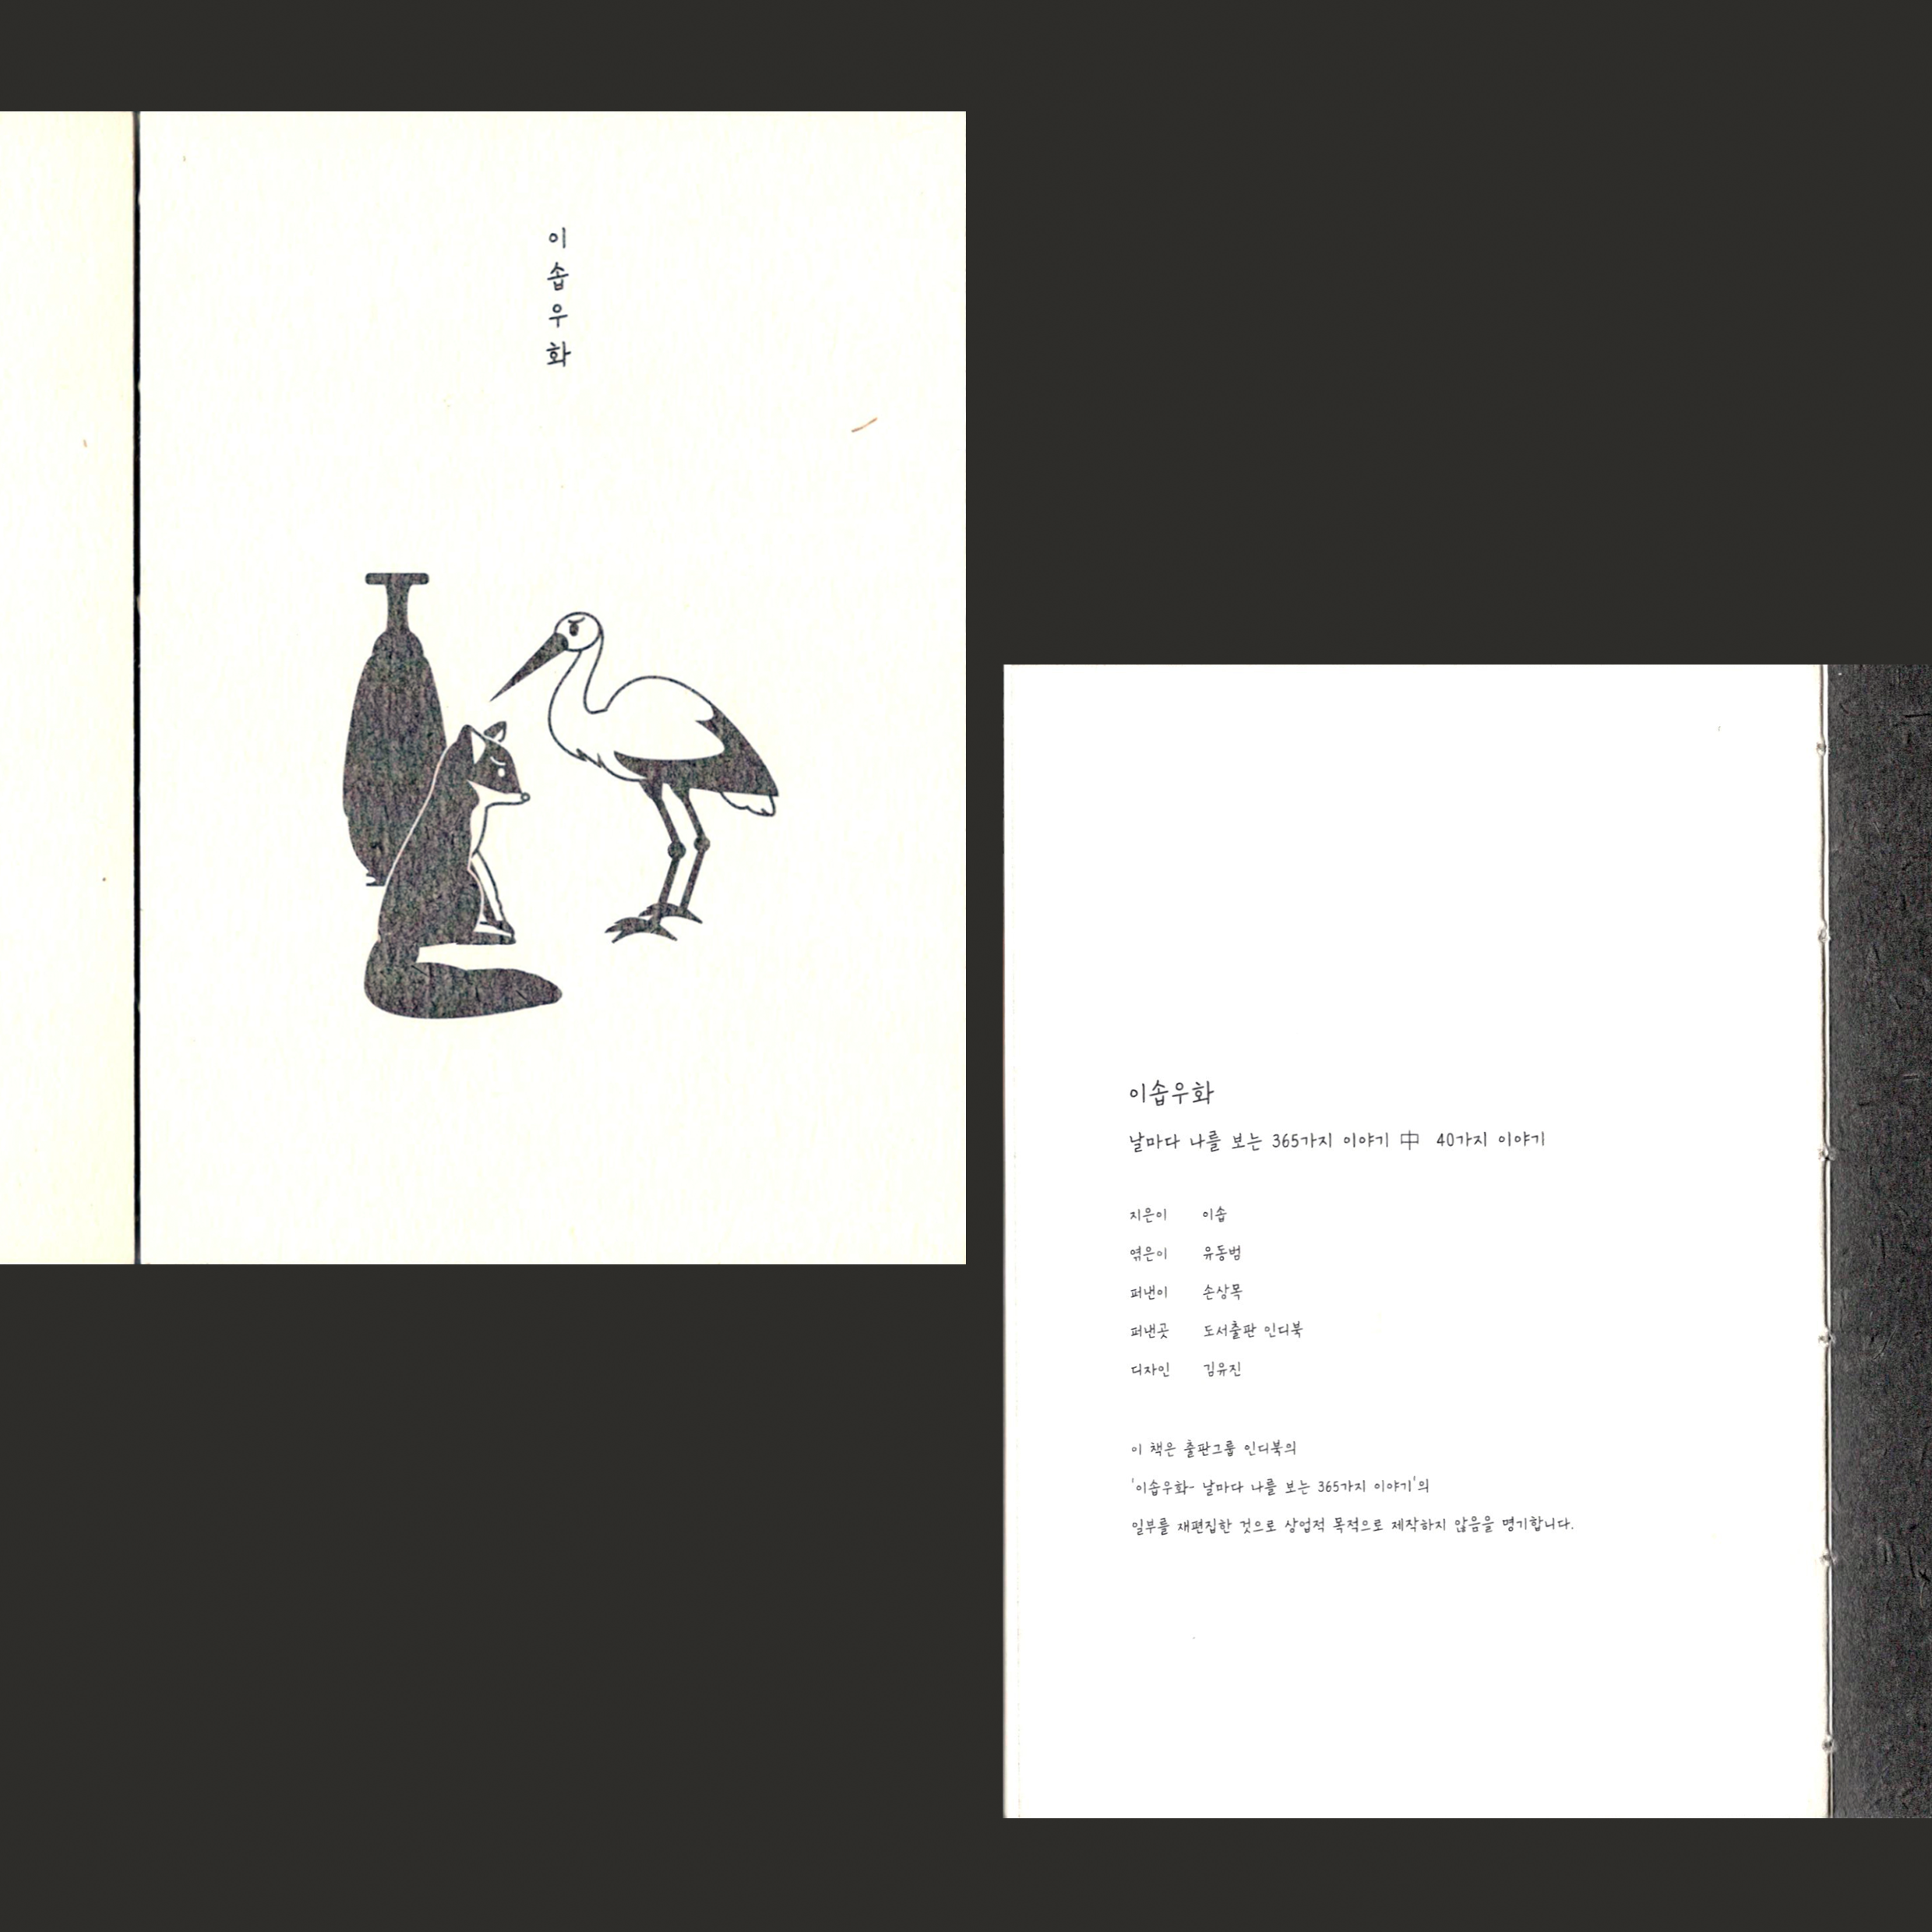 이솝우화
이솝우화
날마다 나를 보는 365가지 이야기 中 40가지 이야기
지은이 이솝
엮은이 유동범
펴낸이 손상목
펴낸곳 도서출판 인디북
디자인 김유진
이 책은 출판그룹 인디북의
'이솝우화- 날마다 나를 보는 365가지 이야기'의
일부를 재편집한 것으로 상업적 목적으로 제작하지 않음을 명기합니다.